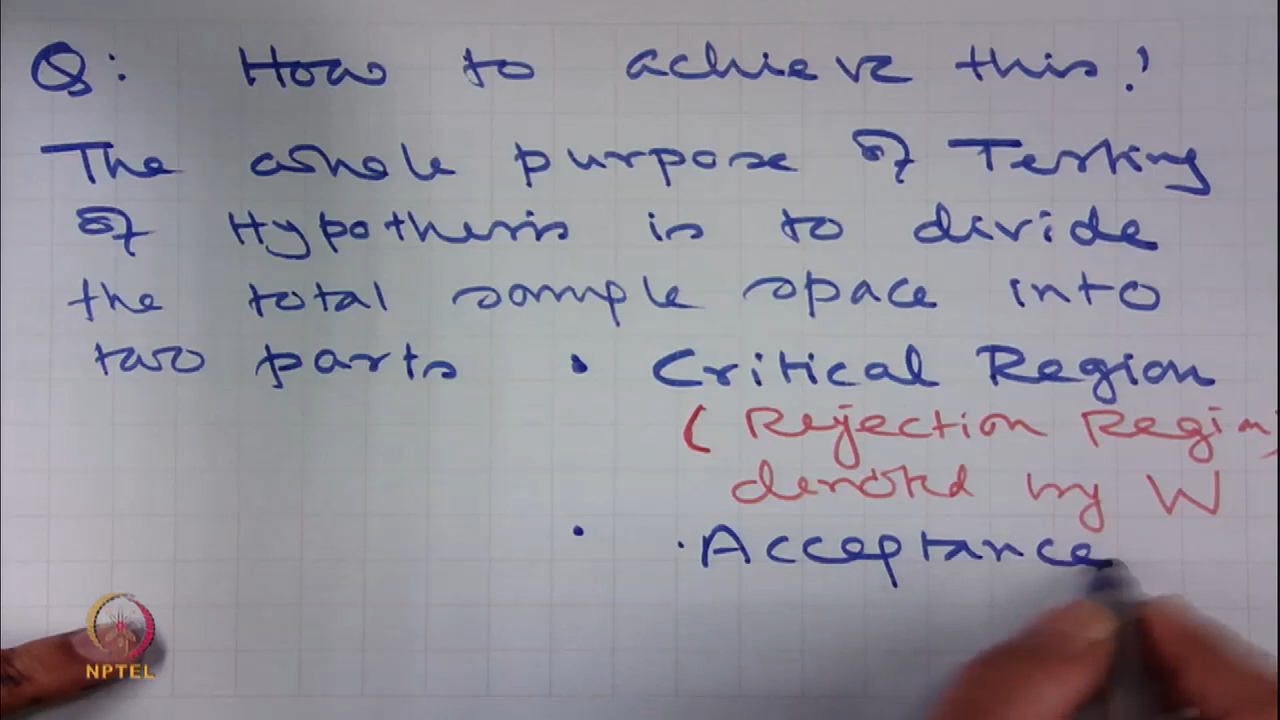 Q: How to achieve this?
The whole purpose of Testing
of Hypothesis is to divide
the total sample space into
two parts • Critical Region
(Rejection Region)
denoted by W
• Acceptance
NPTEL